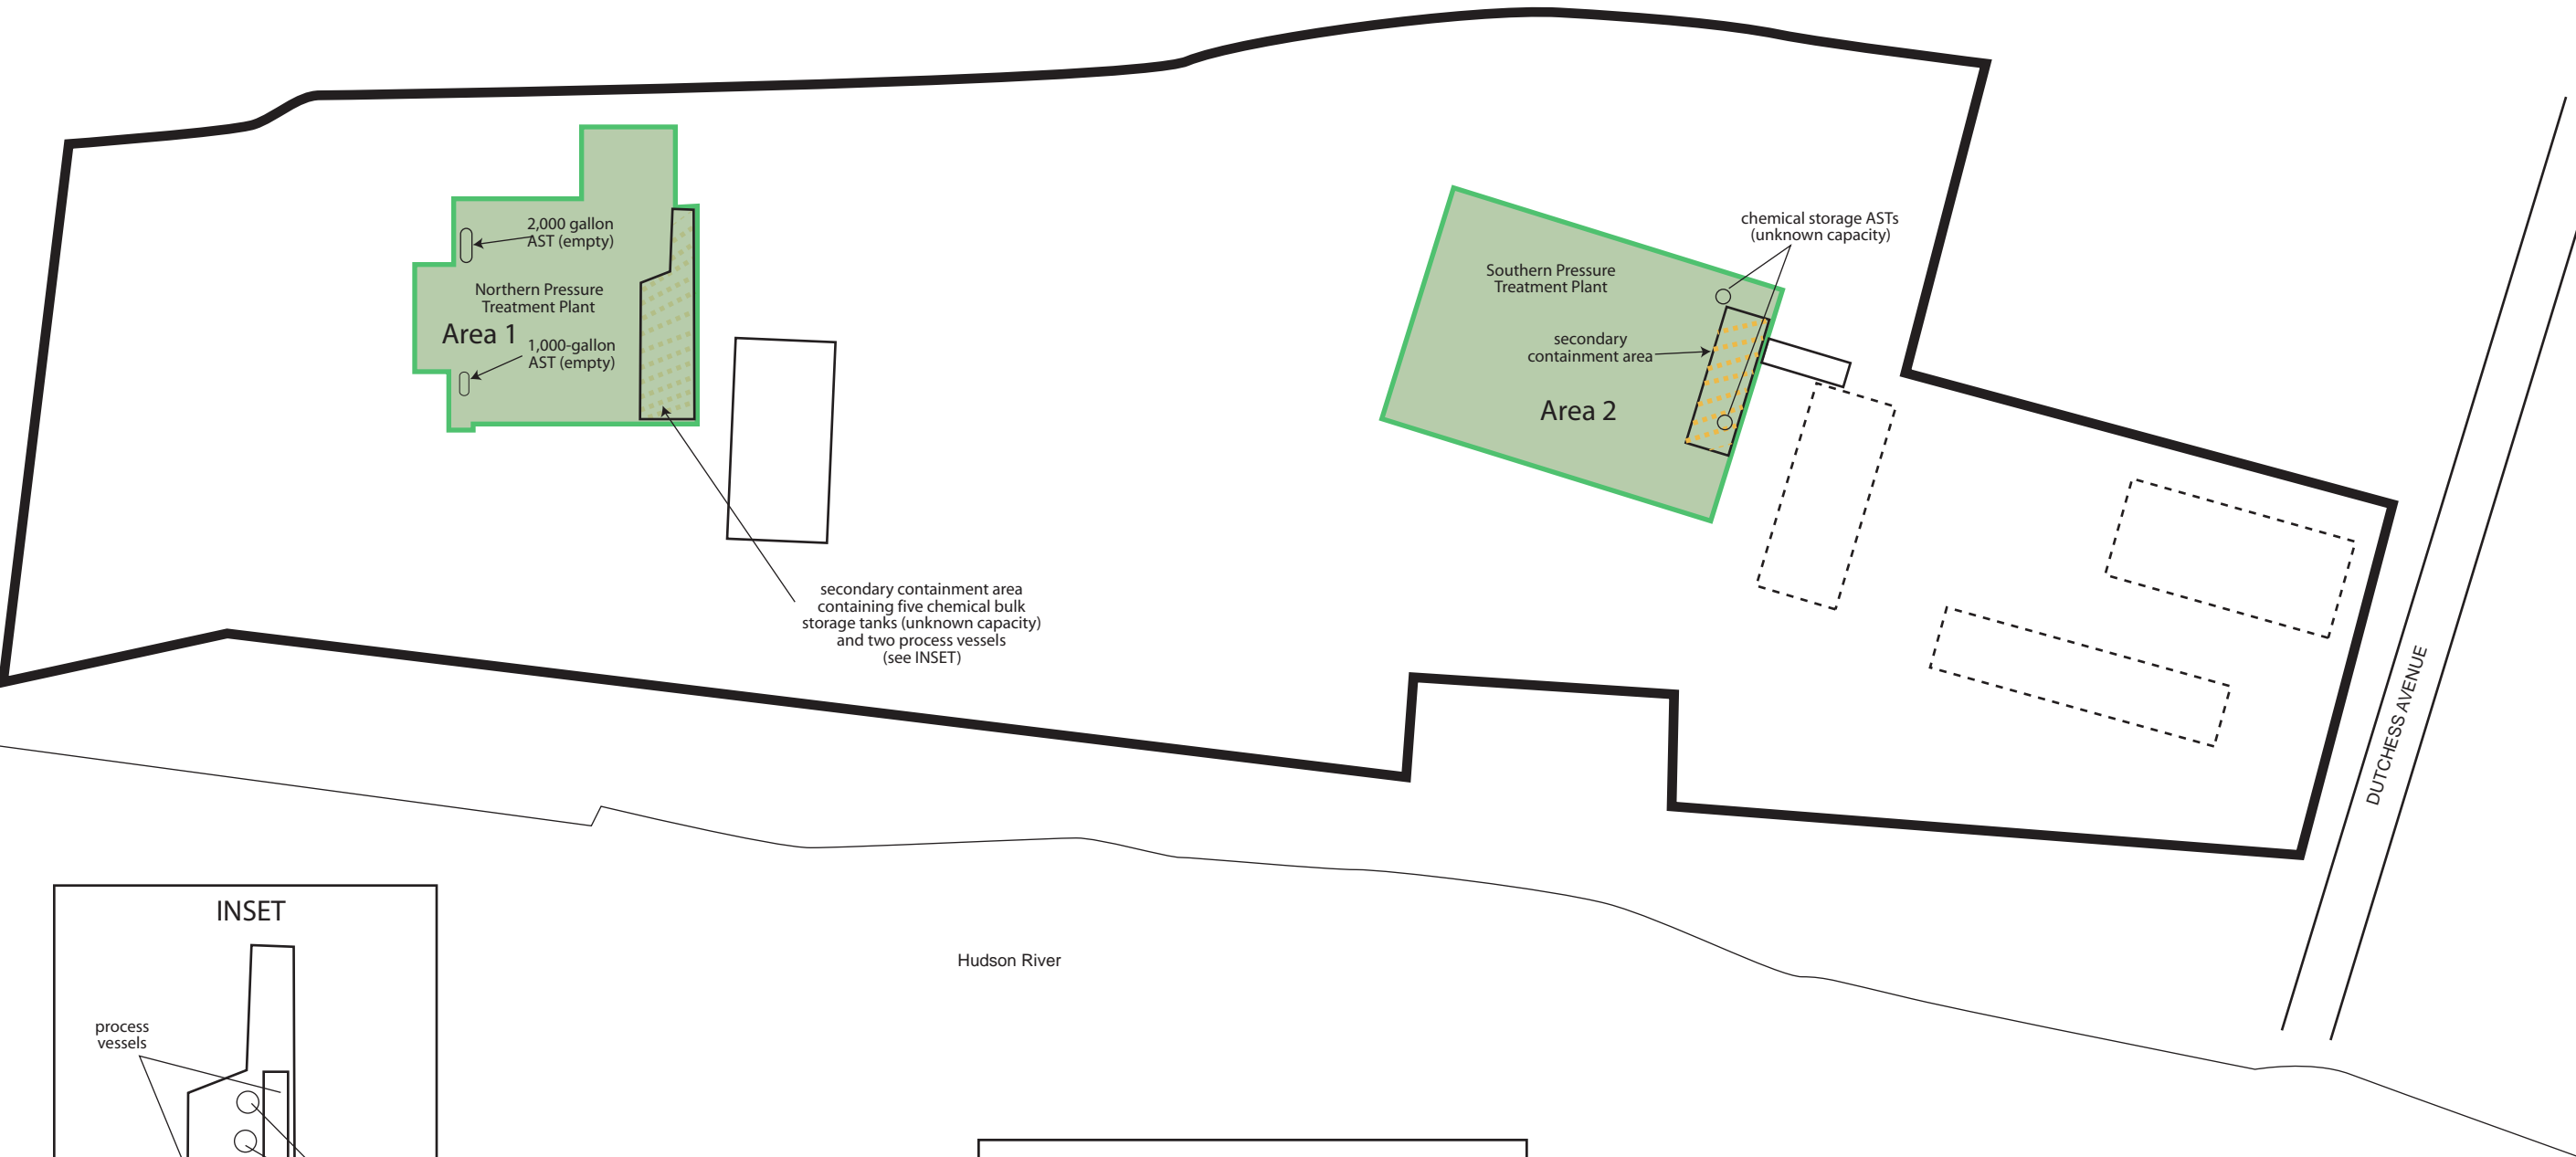 2,000 gallon
AST (empty)
Northern Pressure
Treatment Plant
Area 1
1,000-gallon
AST (empty)
secondary containment area
containing five chemical bulk
storage tanks (unknown capacity)
and two process vessels
(see INSET)
chemical storage ASTs
(unknown capacity)
Southern Pressure
Treatment Plant
secondary
containment area
Area 2
DUTCHESS AVENUE
Hudson River
INSET
process
vessels